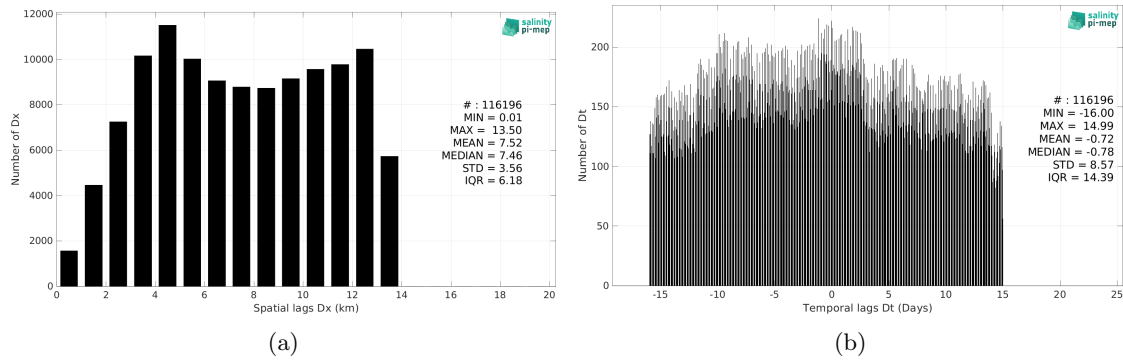 12000
10000
8000
6000
4000
2000
0
Number of Dx
0 2 4 6 8 10 12 14 16 18 20
Spatial lags Dx (km)
salinity
pi-mep
# : 116196
MIN = 0.01
MAX = 13.50
MEAN = 7.52
MEDIAN = 7.46
STD = 3.56
IQR = 6.18
(a)
200
150
100
50
0
Number of Dt
-15 -10 -5 0 5 10 15 20 25
Temporal lags Dt (Days)
salinity
pi-mep
# : 116196
MIN = -16.00
MAX = 14.99
MEAN = -0.72
MEDIAN = -0.78
STD = 8.57
IQR = 14.39
(b)